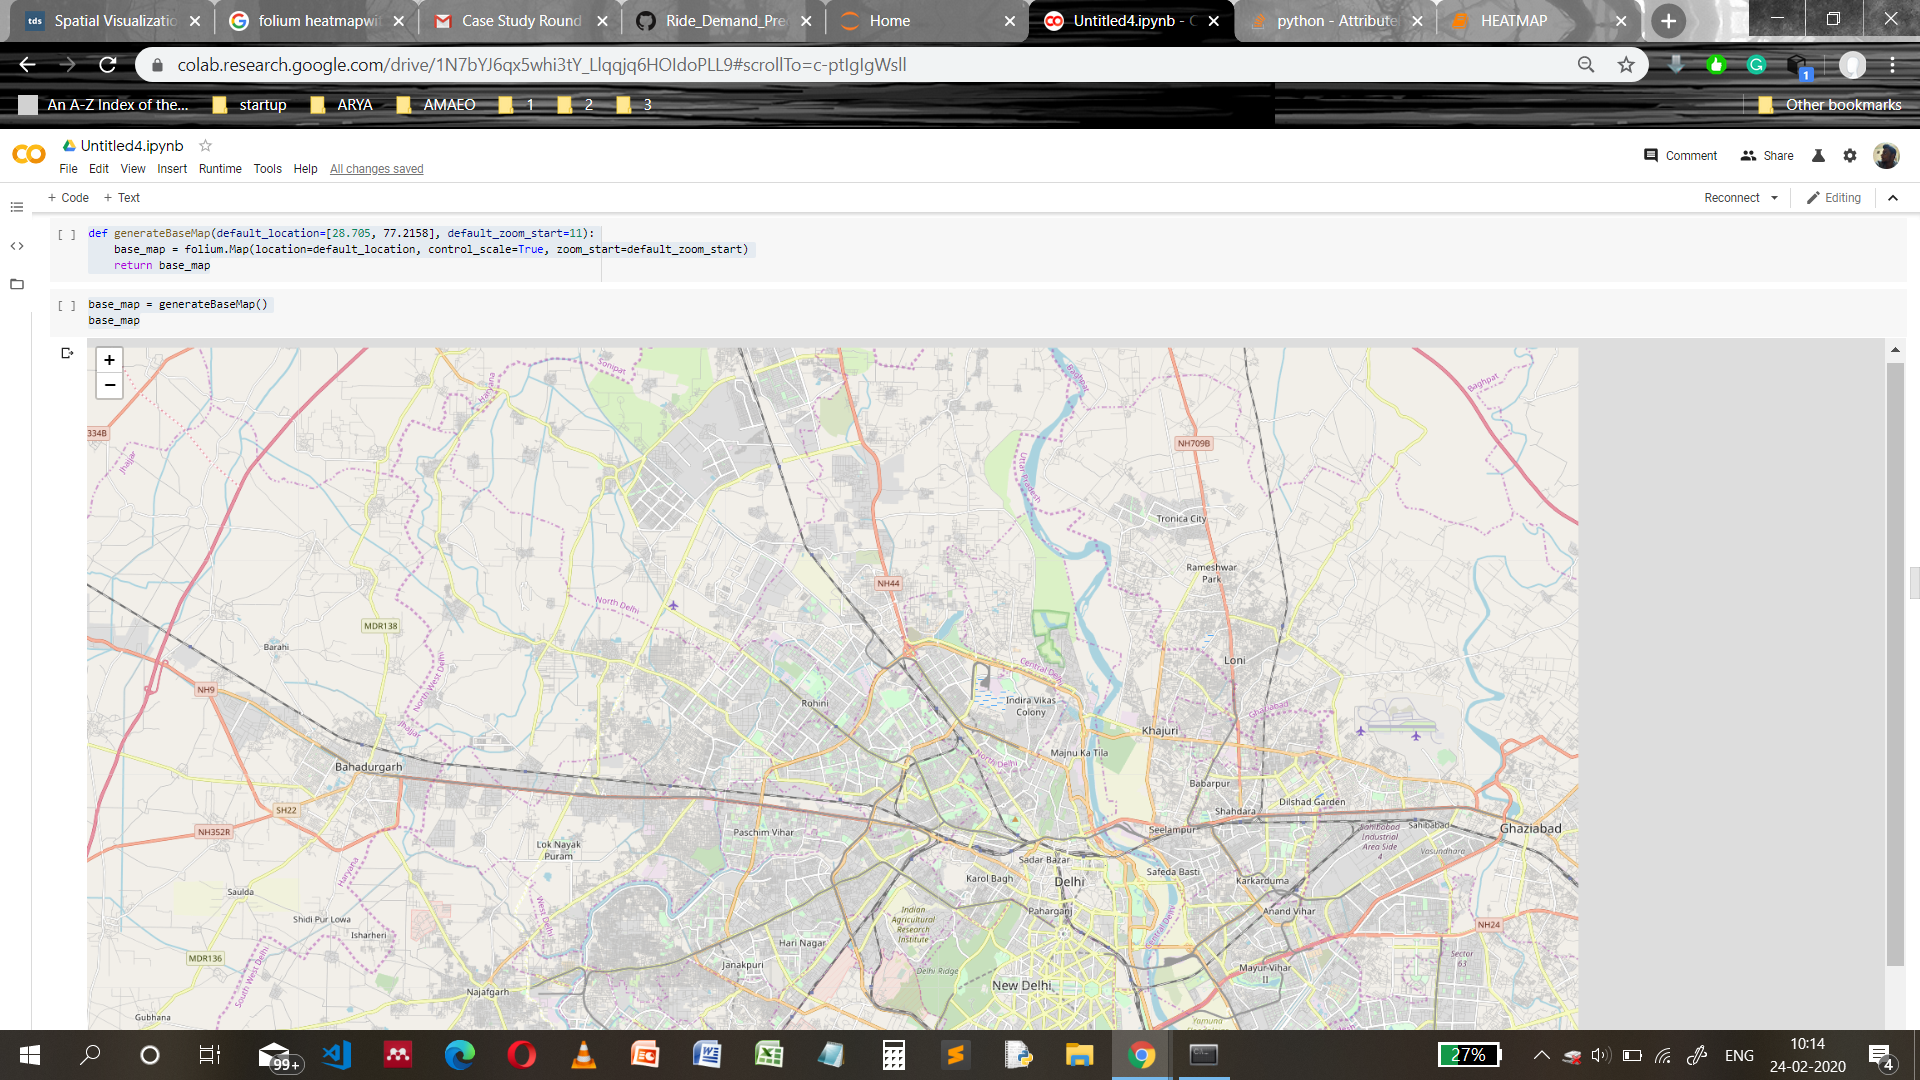 Spatial Visualizatio
folium heatmapwi
Case Study Round
Ride_Demand_Pre
Home
Untitled4.ipynb - C
python - Attribute
HEATMAP
colab.research.google.com/drive/1N7bYJ6qx5whi3tY_Llqqjq6HOIdoPLL9#scrollTo=c-ptIgIgWsll
An A-Z Index of the... startup ARYA AMAEO 1 2 3 Other bookmarks
Untitled4.ipynb
File Edit View Insert Runtime Tools Help All changes saved
Comment Share
+ Code + Text
Reconnect Editing
[ ] def generateBaseMap(default_location=[28.705, 77.2158], default_zoom_start=11):
base_map = folium.Map(location=default_location, control_scale=True, zoom_start=default_zoom_start)
return base_map
[ ] base_map = generateBaseMap()
base_map
+
−
Sonipat
Haryana
Baghpat
Baghpat
334B
Jhajjar
NH709B
Uttar Pradesh
Tronica City
Rameshwar
Park
NH44
North Delhi
MDR138
Barahi
Central Delhi
Loni
North West Delhi
NH9
Rohini
Indira Vikas
Colony
Ghaziabad
Jhajjar
Khajuri
Majnu Ka Tila
North Delhi
Bahadurgarh
Babarpur
Dilshad Garden
SH22
Shahdara
NH352R
Paschim Vihar
Seelampur
Sahibabad
Industrial
Area Side
4
Sahibabad
Ghaziabad
Lok Nayak
Puram
Vasundhara
Sadar Bazar
Haryana
Karol Bagh
Delhi
Safeda Basti
Karkarduma
Saulda
Shidi Pur Lowa
West Delhi
Indian
Agricultural
Research
Institute
Paharganj
Anand Vihar
Central Delhi
NH24
Isharheri
Hari Nagar
MDR136
Janakpuri
Delhi Ridge
Mayur Vihar
II
Sector
63
South West Delhi
Najafgarh
New Delhi
Gubhana
Yamuna
99+
27%
ENG
10:14
24-02-2020
4